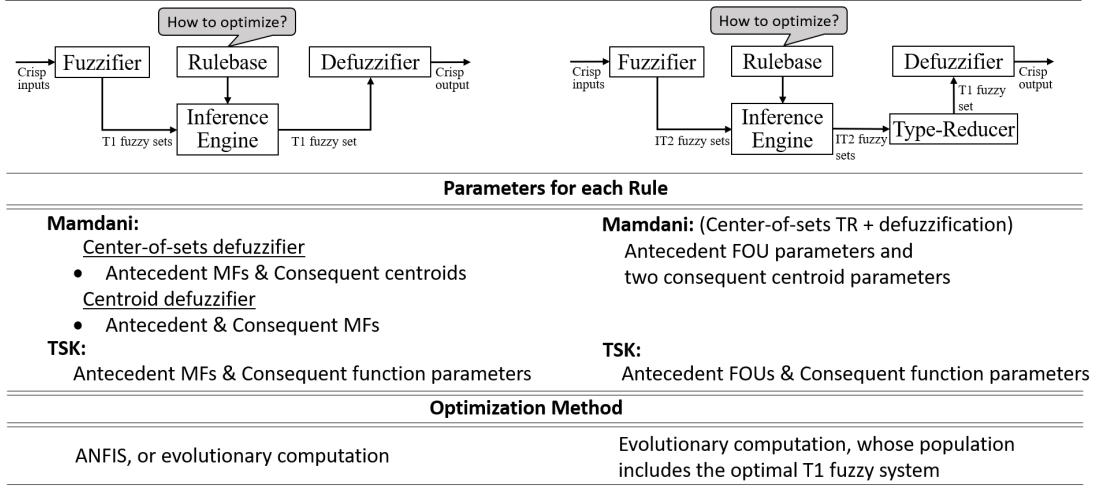 How to optimize?
Fuzzifier
Rulebase
Defuzzifier
Crisp
inputs
Crisp
output
Inference
Engine
T1 fuzzy sets
T1 fuzzy set
How to optimize?
Fuzzifier
Rulebase
Defuzzifier
Crisp
inputs
Crisp
output
T1 fuzzy
set
Inference
Engine
Type-Reducer
IT2 fuzzy sets
IT2 fuzzy
sets
Parameters for each Rule
Mamdani:
Center-of-sets defuzzifier
• Antecedent MFs & Consequent centroids
Centroid defuzzifier
• Antecedent & Consequent MFs
TSK:
Antecedent MFs & Consequent function parameters
Mamdani: (Center-of-sets TR + defuzzification)
Antecedent FOU parameters and
two consequent centroid parameters
TSK:
Antecedent FOUs & Consequent function parameters
Optimization Method
ANFIS, or evolutionary computation
Evolutionary computation, whose population
includes the optimal T1 fuzzy system